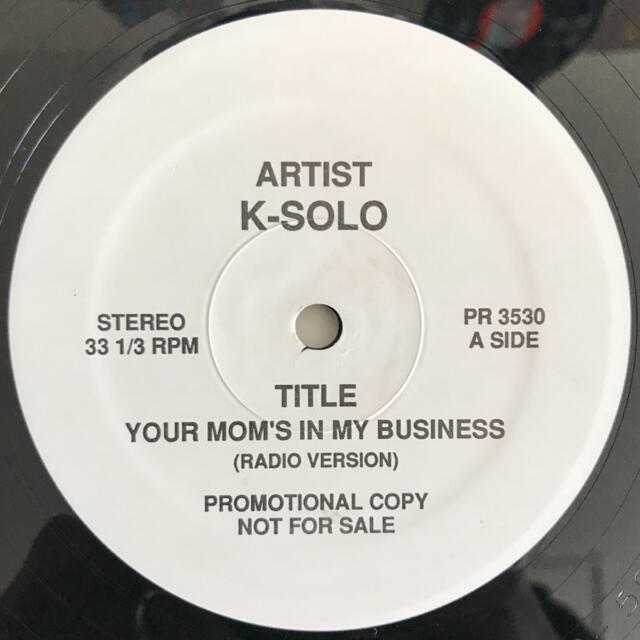 ARTIST
K-SOLO
STEREO
33 1/3 RPM
PR 3530
A SIDE
TITLE
YOUR MOM'S IN MY BUSINESS
(RADIO VERSION)
PROMOTIONAL COPY
NOT FOR SALE